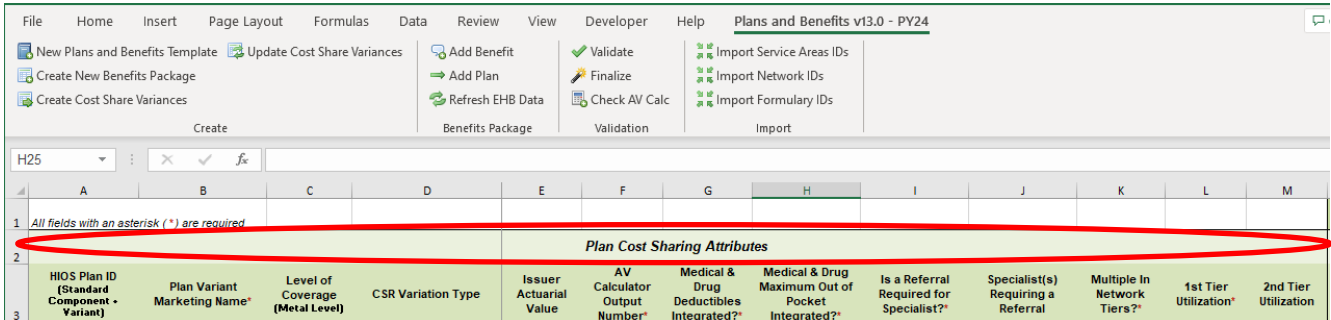 File Home Insert Page Layout Formulas Data Review View Developer Help Plans and Benefits v13.0 - PY24
New Plans and Benefits Template Update Cost Share Variances Add Benefit Validate Import Service Areas IDs
Create New Benefits Package Add Plan Finalize Import Network IDs
Create Cost Share Variances Refresh EHB Data Check AV Calc Import Formulary IDs
Create Benefits Package Validation Import
H25 fx
A B C D E F G H I J K L M
1 All fields with an asterisk (*) are required
2 Plan Cost Sharing Attributes
3 HIOS Plan ID (Standard Component + Variant) Plan Variant Marketing Name* Level of Coverage (Metal Level) CSR Variation Type Issuer Actuarial Value AV Calculator Output Number* Medical & Drug Deductibles Integrated?* Medical & Drug Maximum Out of Pocket Integrated?* Is a Referral Required for Specialist?* Specialist(s) Requiring a Referral Multiple In Network Tiers?* 1st Tier Utilization* 2nd Tier Utilization